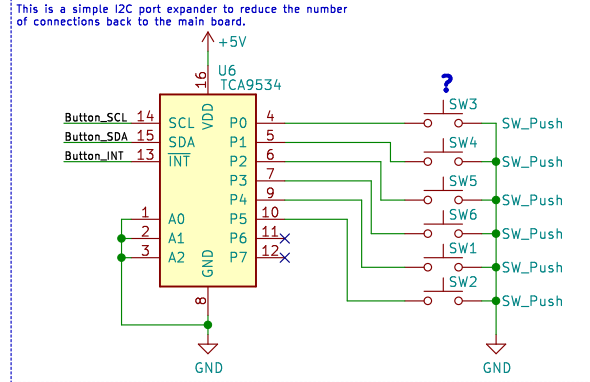 This is a simple I2C port expander to reduce the number
of connections back to the main board.
+5V
U6
TCA9534
16
VDD
?
Button_SCL 14 SCL P0 4 SW3 SW_Push
Button_SDA 15 SDA P1 5 SW4 SW_Push
Button_INT 13 INT P2 6 SW5 SW_Push
P3 7 SW6 SW_Push
P4 9 SW1 SW_Push
1 A0 P5 10 SW2 SW_Push
2 A1 P6 11
3 A2 P7 12
GND
8
GND
GND